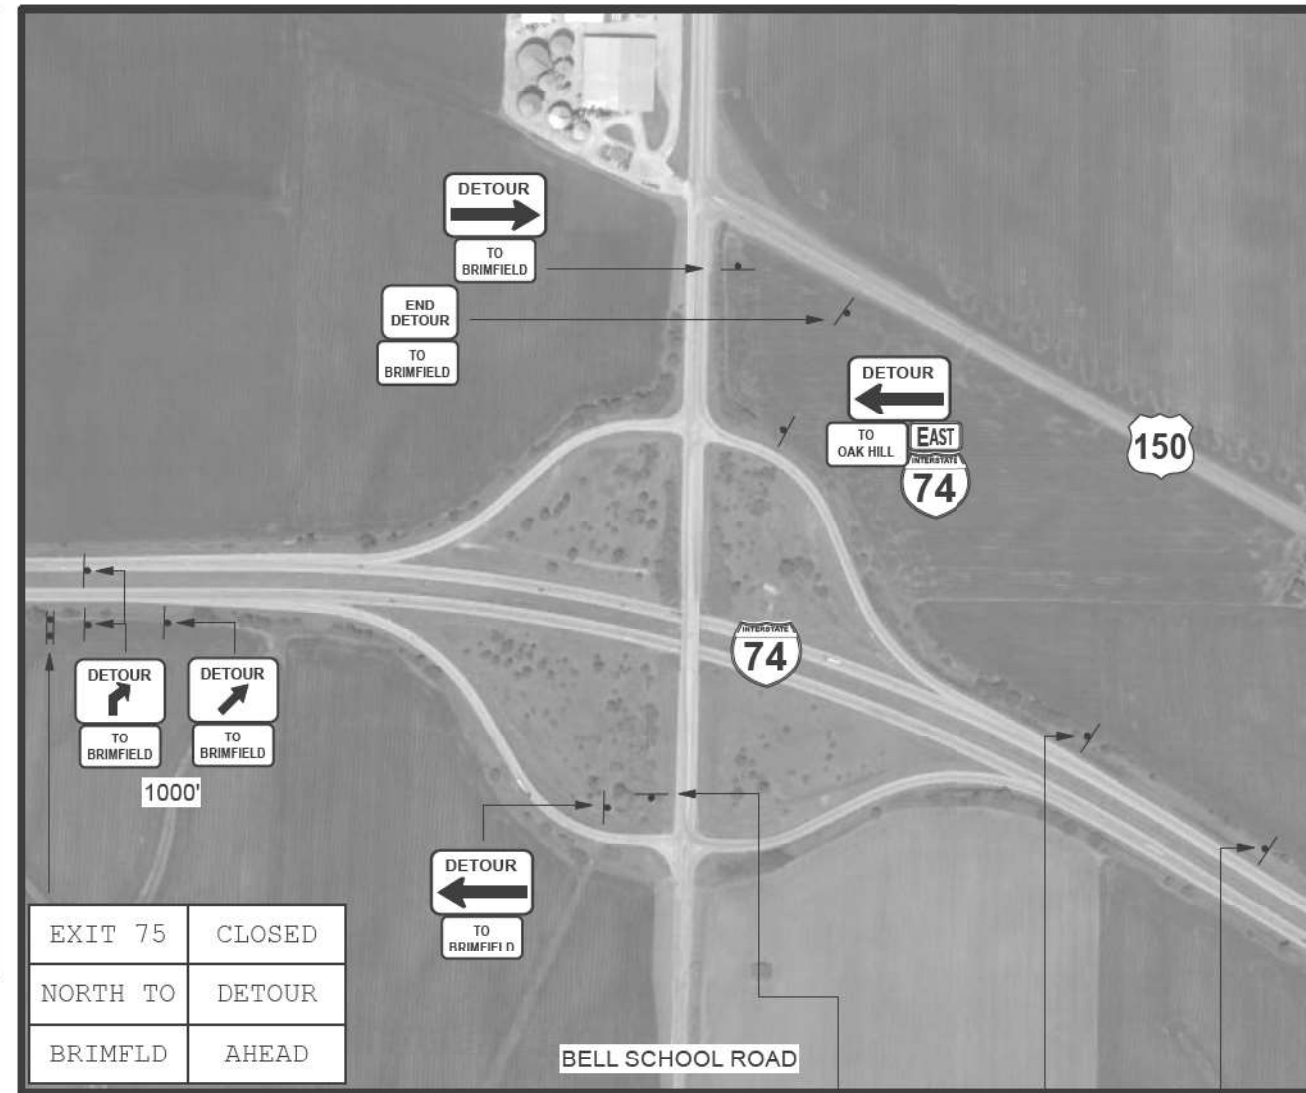 DETOUR
TO
BRIMFIELD
END
DETOUR
TO
BRIMFIELD
DETOUR
TO
OAK HILL
EAST
INTERSTATE
74
150
INTERSTATE
74
DETOUR
TO
BRIMFIELD
DETOUR
TO
BRIMFIELD
1000'
DETOUR
TO
BRIMFIELD
EXIT 75 CLOSED
NORTH TO DETOUR
BRIMFLD AHEAD
BELL SCHOOL ROAD